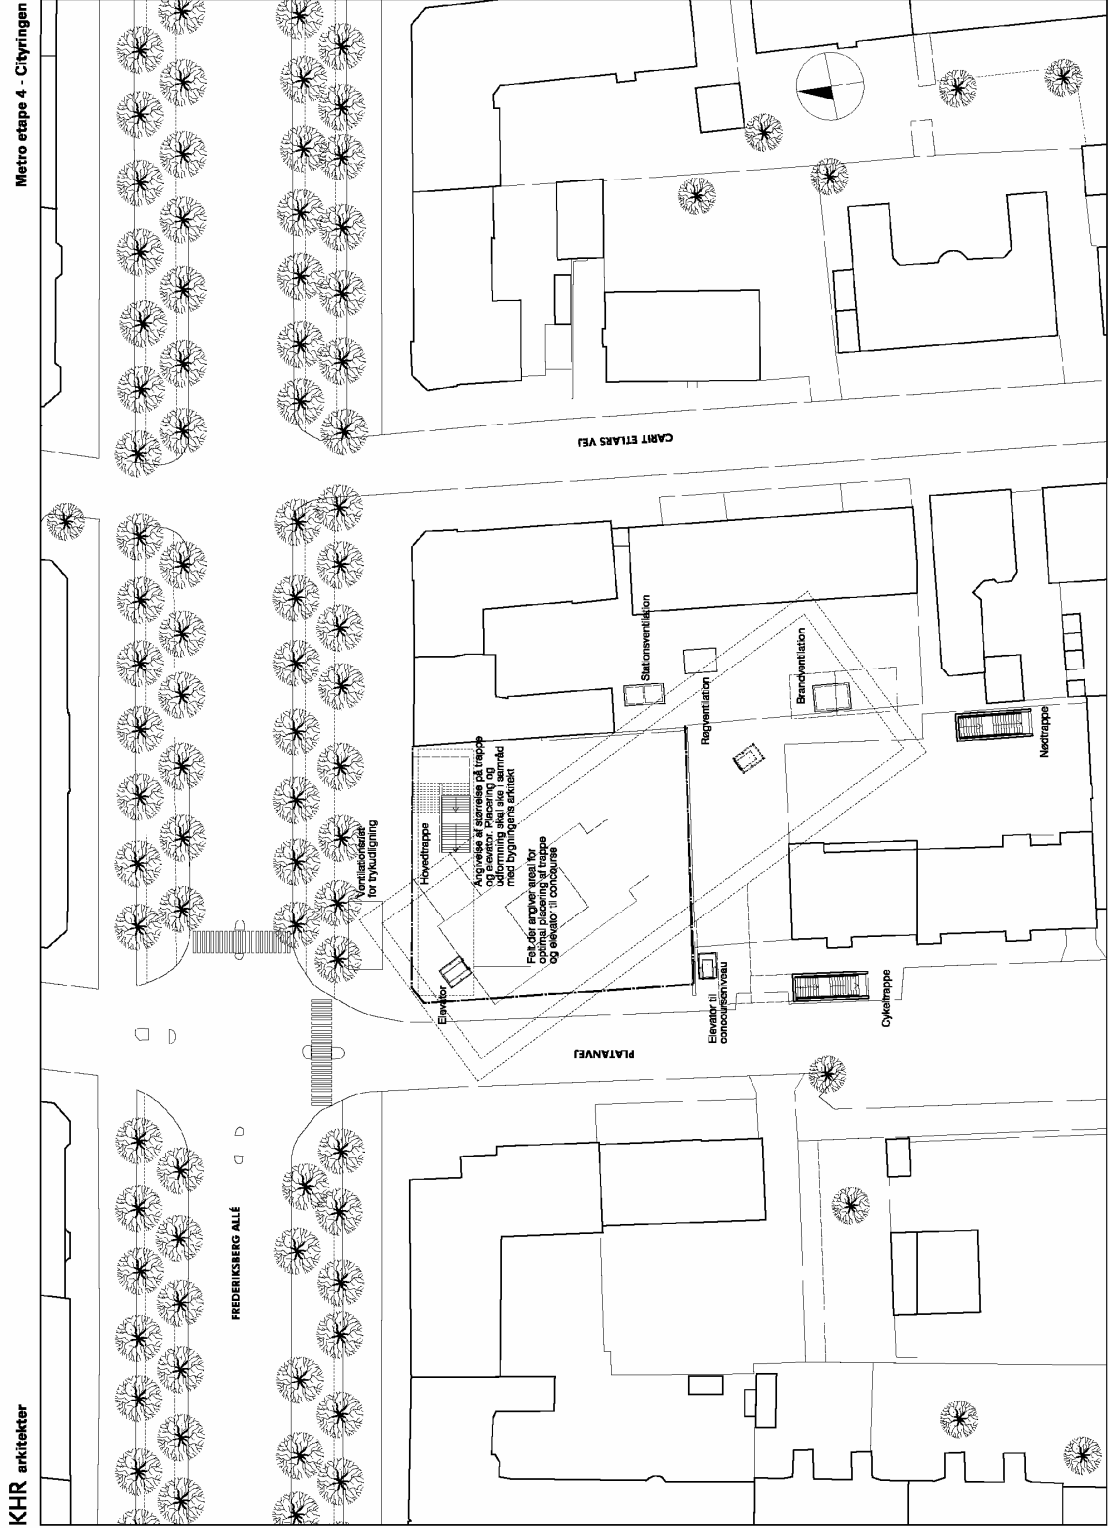 KHR arkitekter
Metro etape 4 - Cityringen
FREDERIKSBERG ALLÉ
Ventilationsrist
for trykudligning
Hovedtrappe
Elevator
Angivelse af størrelse på trappe
og elevator. Placering og
udformning skal ske i samråd
med bygningens arkitekt
Felt der angiver areal for
optimal placering af trappe
og elevator til concourse
PLATANVEJ
CARIT ETLARS VEJ
Stationsventilation
Røgventilation
Brandventilation
Elevator til
concourseniveau
Cykeltrappe
Nødtrappe